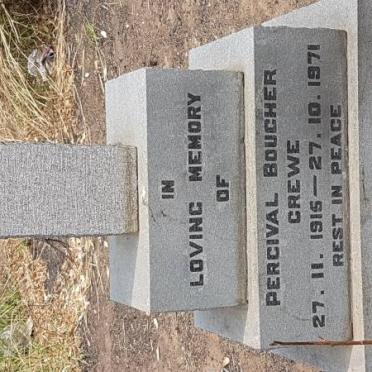 IN
LOVING MEMORY
OF
PERCIVAL BOUCHER
CREWE
27. 11. 1915 — 27. 10. 1971
REST IN PEACE